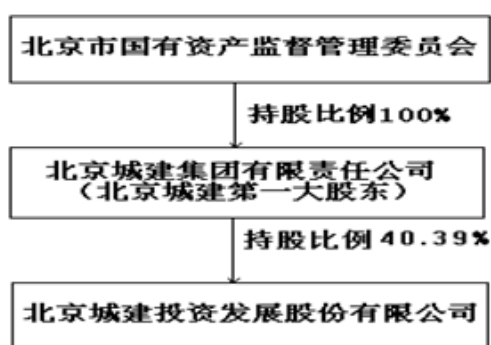 北京市国有资产监督管理委员会
持股比例100%
北京城建集团有限责任公司
(北京城建第一大股东)
持股比例 40.39%
北京城建投资发展股份有限公司